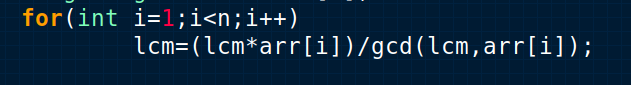 for(int i=1;i<n;i++)
lcm=(lcm*arr[i])/gcd(lcm,arr[i]);